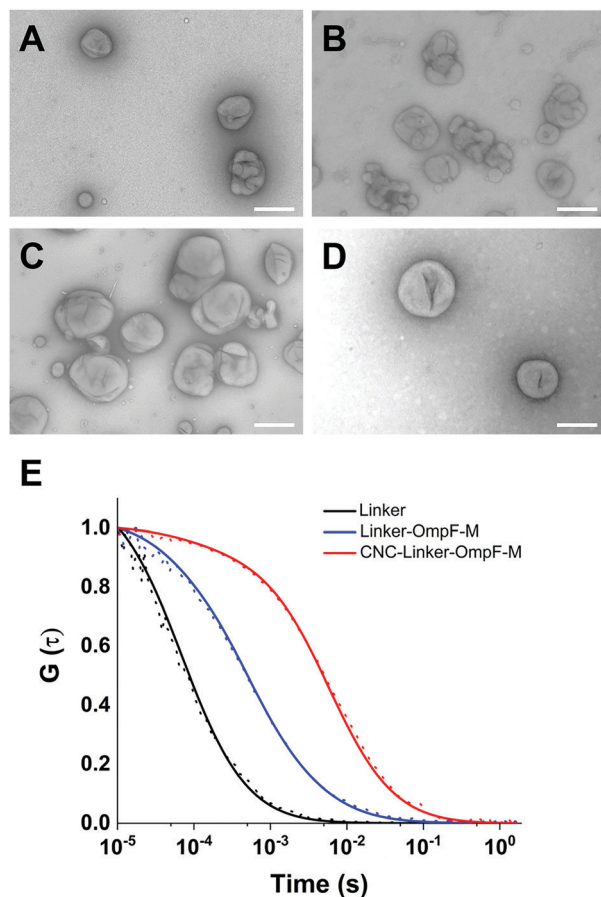 A
B
C
D
E
Linker
Linker-OmpF-M
CNC-Linker-OmpF-M
1.0
0.8
0.6
0.4
0.2
0.0
G (τ)
10⁻⁵ 10⁻⁴ 10⁻³ 10⁻² 10⁻¹ 10⁰
Time (s)